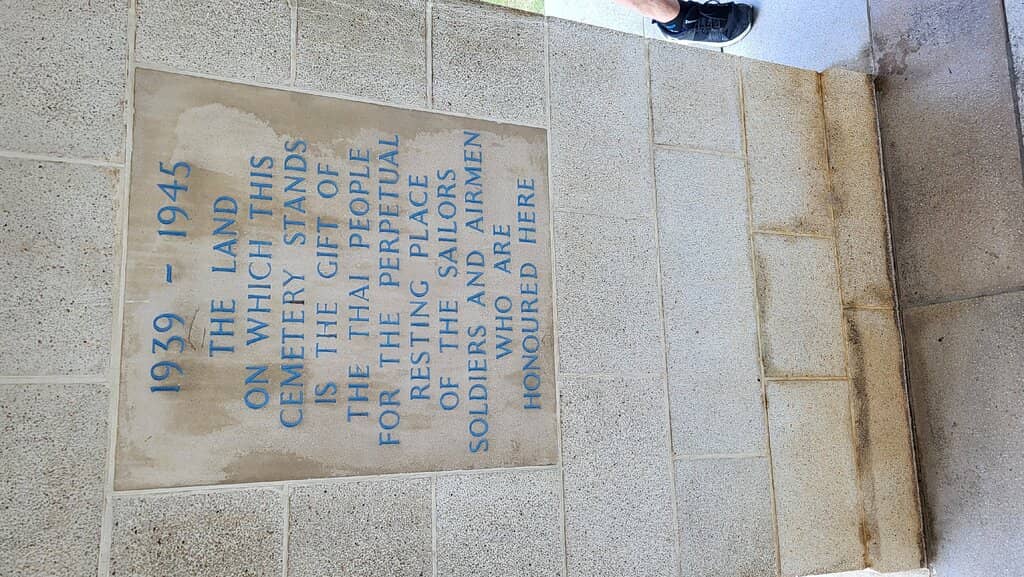 1939 - 1945
THE LAND
ON WHICH THIS
CEMETERY STANDS
IS THE GIFT OF
THE THAI PEOPLE
FOR THE PERPETUAL
RESTING PLACE
OF THE SAILORS
SOLDIERS AND AIRMEN
WHO ARE
HONOURED HERE